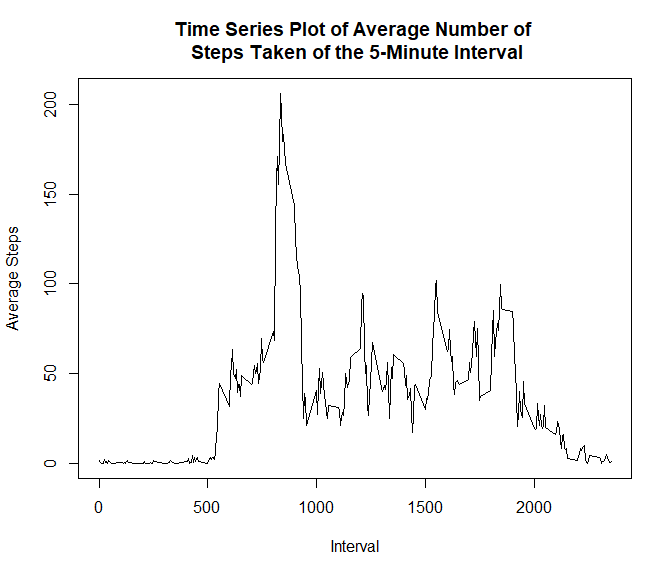 Time Series Plot of Average Number of
Steps Taken of the 5-Minute Interval
200
150
100
50
0
Average Steps
0 500 1000 1500 2000
Interval